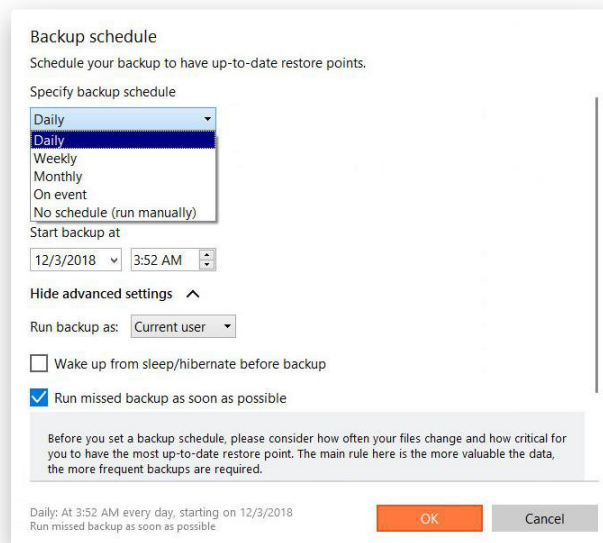 Backup schedule
Schedule your backup to have up-to-date restore points.
Specify backup schedule
Daily
Daily
Weekly
Monthly
On event
No schedule (run manually)
Start backup at
12/3/2018 3:52 AM
Hide advanced settings
Run backup as: Current user
Wake up from sleep/hibernate before backup
Run missed backup as soon as possible
Before you set a backup schedule, please consider how often your files change and how critical for
you to have the most up-to-date restore point. The main rule here is the more valuable the data,
the more frequent backups are required.
Daily: At 3:52 AM every day, starting on 12/3/2018
Run missed backup as soon as possible
OK Cancel